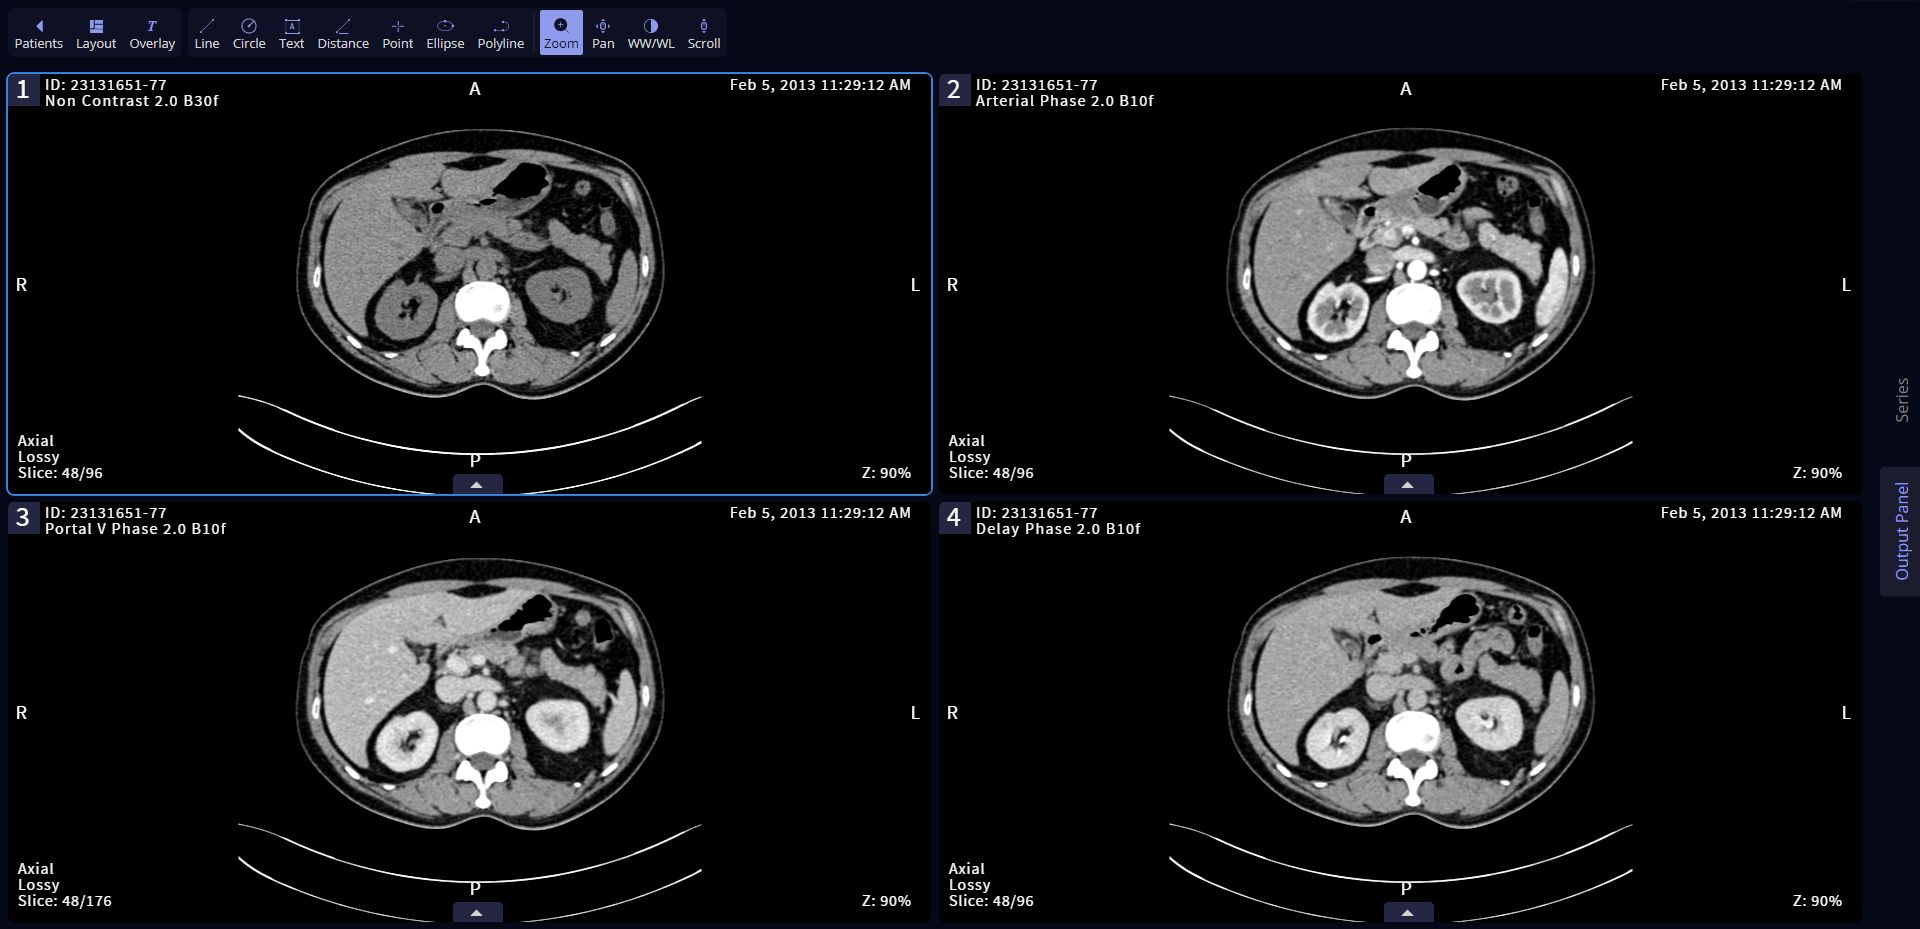 Patients Layout Overlay Line Circle Text Distance Point Ellipse Polyline Zoom Pan WW/WL Scroll
1 ID: 23131651-77 A Feb 5, 2013 11:29:12 AM
Non Contrast 2.0 B30f
R L
Axial
Lossy P
Slice: 48/96 Z: 90%
2 ID: 23131651-77 A Feb 5, 2013 11:29:12 AM
Arterial Phase 2.0 B10f
R L
Axial
Lossy P
Slice: 48/96 Z: 90%
3 ID: 23131651-77 A Feb 5, 2013 11:29:12 AM
Portal V Phase 2.0 B10f
R L
Axial
Lossy P
Slice: 48/176 Z: 90%
4 ID: 23131651-77 A Feb 5, 2013 11:29:12 AM
Delay Phase 2.0 B10f
R L
Axial
Lossy P
Slice: 48/96 Z: 90%
Series
Output Panel